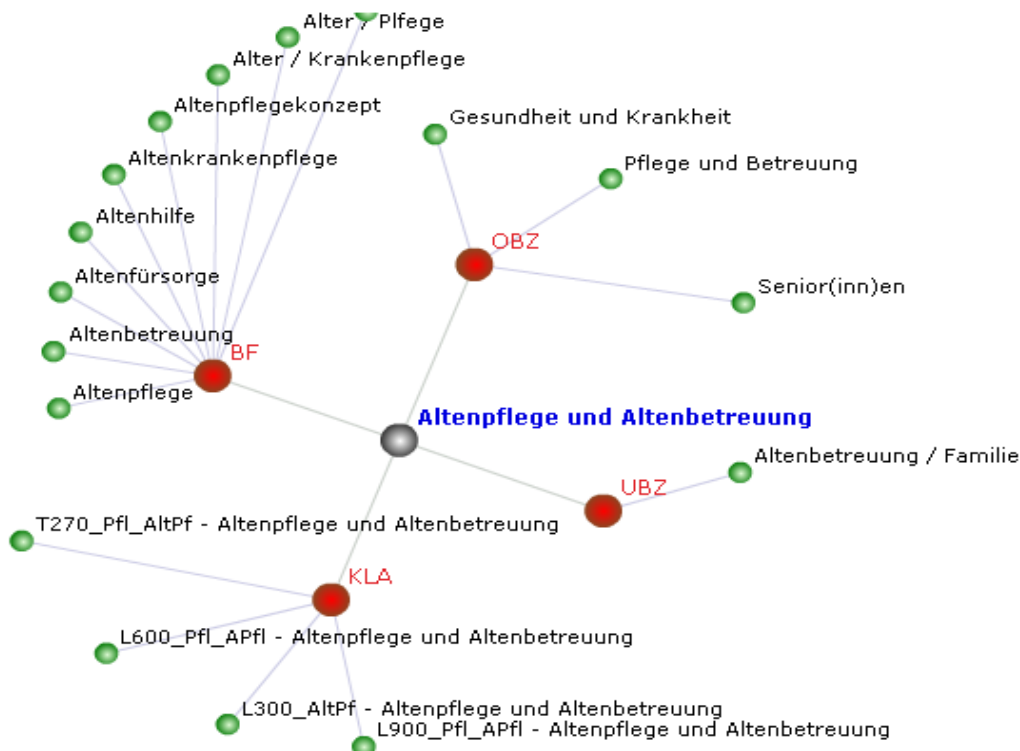 Alter / Plfege
Alter / Krankenpflege
Altenpflegekonzept
Altenkrankenpflege
Altenhilfe
Altenfürsorge
Altenbetreuung
Altenpflege
BF
Gesundheit und Krankheit
Pflege und Betreuung
OBZ
Senior(inn)en
Altenpflege und Altenbetreuung
Altenbetreuung / Familie
UBZ
T270_Pfl_AltPf - Altenpflege und Altenbetreuung
KLA
L600_Pfl_APfl - Altenpflege und Altenbetreuung
L300_AltPf - Altenpflege und Altenbetreuung
L900_Pfl_APfl - Altenpflege und Altenbetreuung